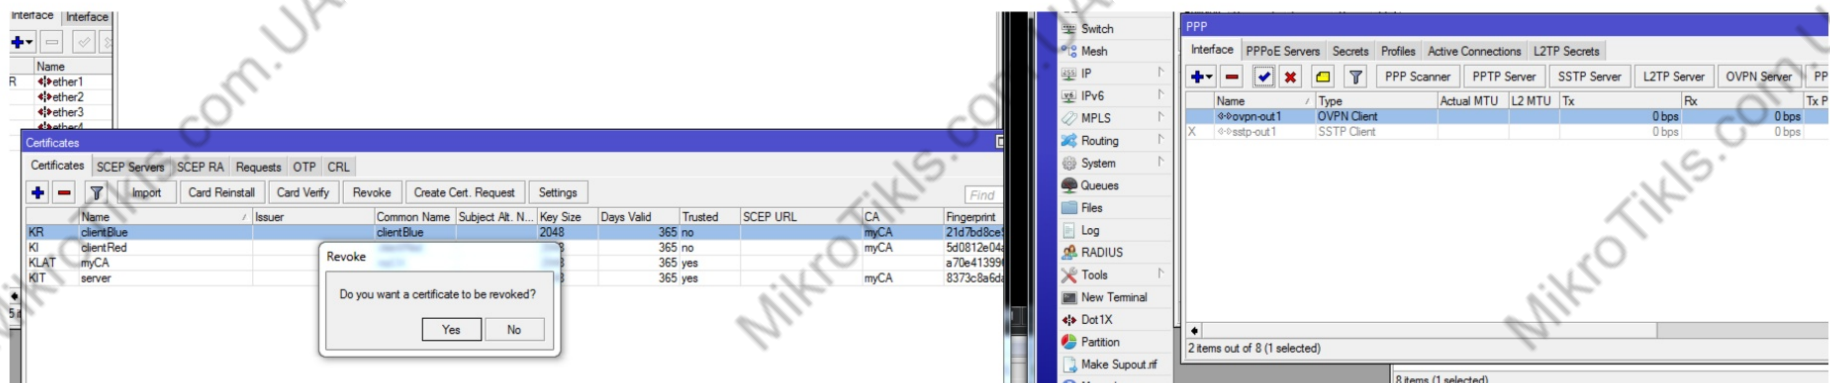 Interface Interface
Name
R ether1
ether2
ether3
ether4
Certificates
Certificates SCEP Servers SCEP RA Requests OTP CRL
Import Card Reinstall Card Verify Revoke Create Cert. Request Settings Find
Name / Issuer Common Name Subject Alt. N... Key Size Days Valid Trusted SCEP URL CA Fingerprint
KR clientBlue clientBlue 2048 365 no myCA 21d7bd8ce
KI clientRed 365 no myCA 5d0812e04a
KLAT myCA 365 yes a70e41399
KIT server 365 yes myCA 8373c8a6da
Revoke
Do you want a certificate to be revoked?
Yes No
Switch
Mesh
IP
IPv6
MPLS
Routing
System
Queues
Files
Log
RADIUS
Tools
New Terminal
Dot1X
Partition
Make Supout.rif
PPP
Interface PPPoE Servers Secrets Profiles Active Connections L2TP Secrets
PPP Scanner PPTP Server SSTP Server L2TP Server OVPN Server PP
Name / Type Actual MTU L2 MTU Tx Rx Tx P
ovpn-out1 OVPN Client 0 bps 0 bps
X sstp-out1 SSTP Client 0 bps 0 bps
2 items out of 8 (1 selected)
8 items (1 selected)
MikroTikls.com.UA
MikroTikls.com.UA
MikroTikls.com.U